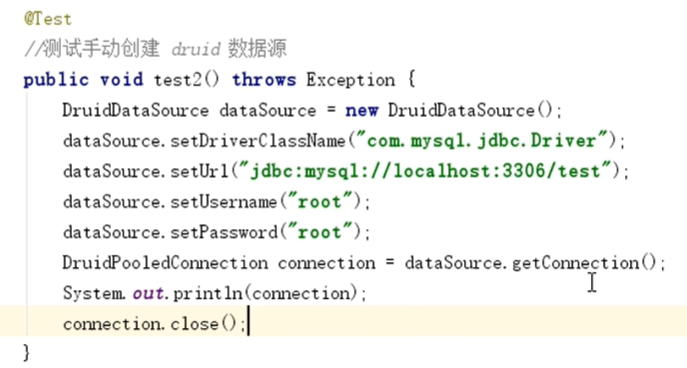 @Test
//测试手动创建 druid 数据源
public void test2() throws Exception {
DruidDataSource dataSource = new DruidDataSource();
dataSource.setDriverClassName("com.mysql.jdbc.Driver");
dataSource.setUrl("jdbc:mysql://localhost:3306/test");
dataSource.setUsername("root");
dataSource.setPassword("root");
DruidPooledConnection connection = dataSource.getConnection();
System.out.println(connection);
connection.close();
}